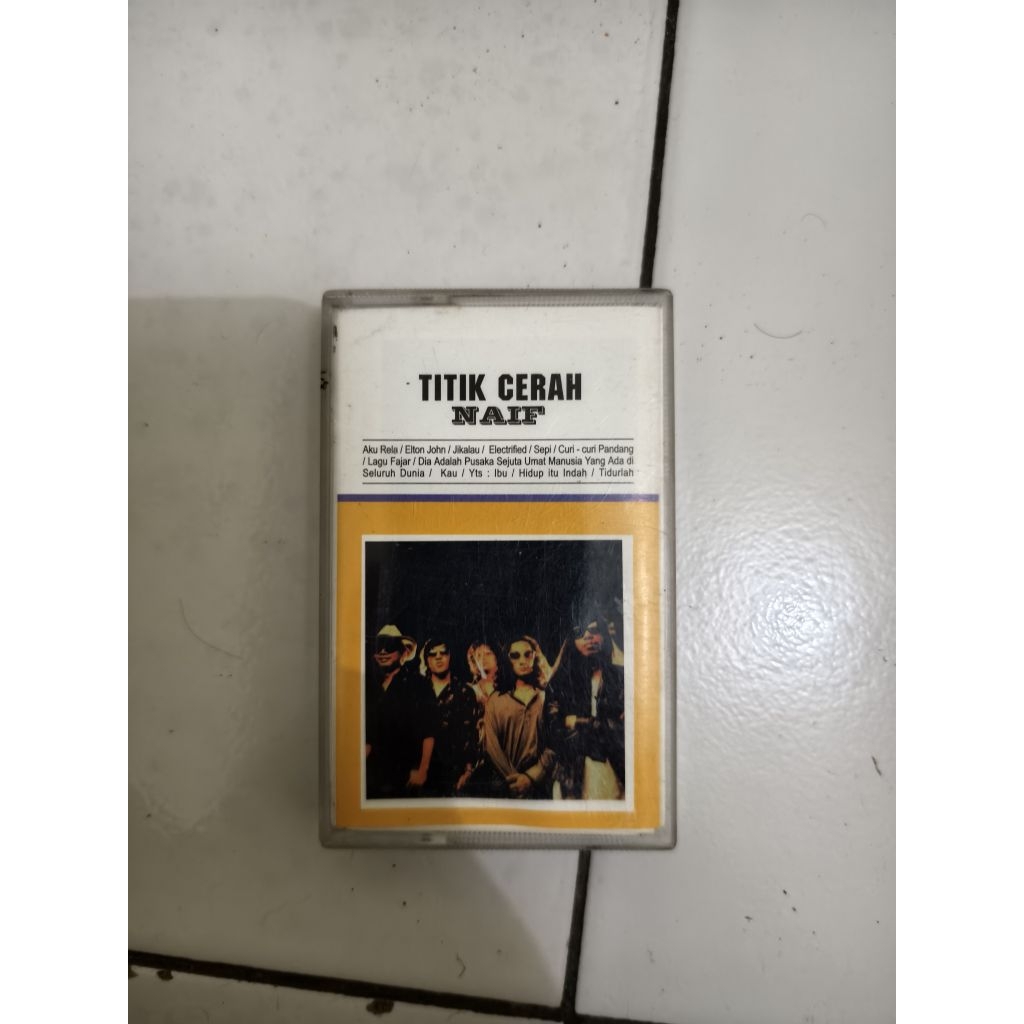 TITIK CERAH
NAIF
Aku Rela / Elton John / Jikalau / Electrified / Sepi / Curi - curi Pandang
/ Lagu Fajar / Dia Adalah Pusaka Sejuta Umat Manusia Yang Ada di
Seluruh Dunia / Kau / Yts : Ibu / Hidup itu Indah / Tidurlah